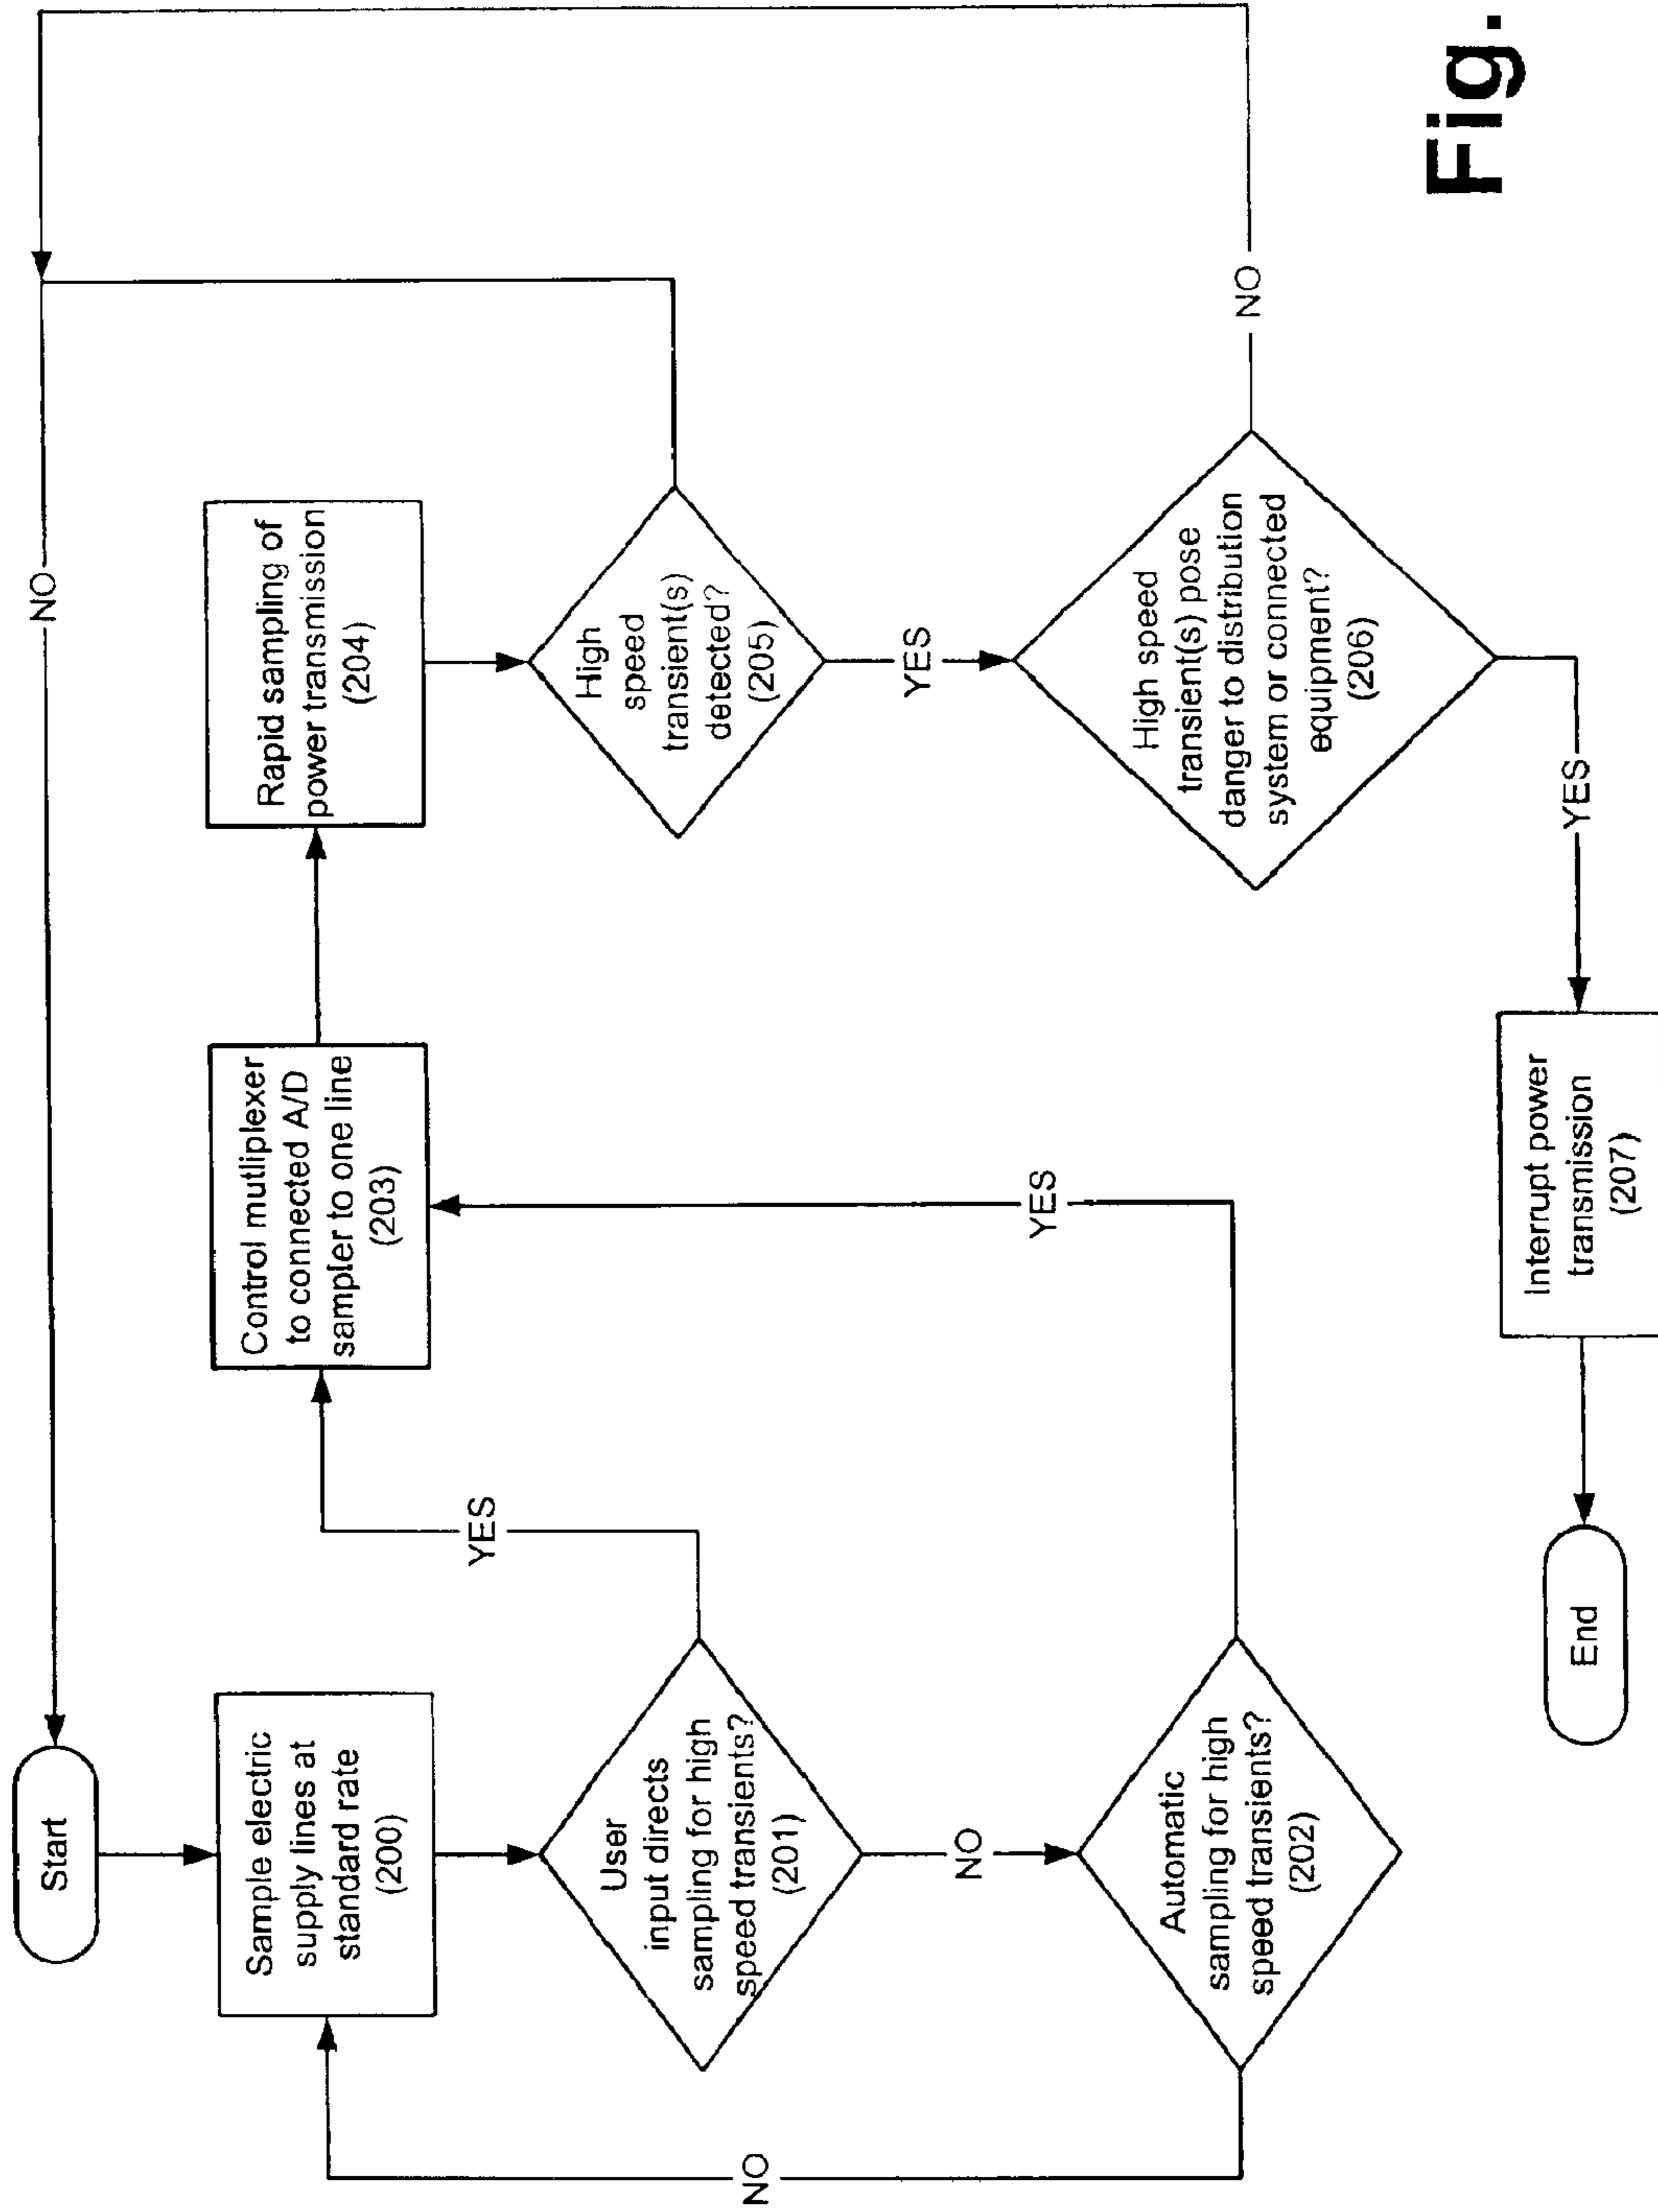 Start
Sample electric
supply lines at
standard rate
(200)
User
input directs
sampling for high
speed transients?
(201)
YES
NO
Automatic
sampling for high
speed transients?
(202)
NO
YES
Control mutliplexer
to connected A/D
sampler to one line
(203)
Rapid sampling of
power transmission
(204)
High
speed
transient(s)
detected?
(205)
NO
YES
High speed
transient(s) pose
danger to distribution
system or connected
equipment?
(206)
NO
YES
Interrupt power
transmission
(207)
End
Fig.